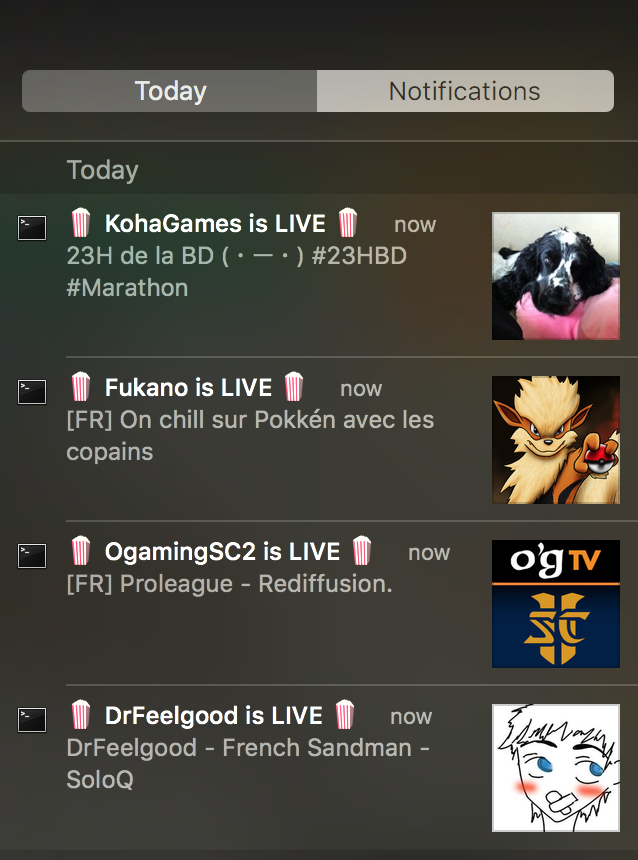 Today
Notifications
Today
🍿 KohaGames is LIVE 🍿 now
23H de la BD (・ー・) #23HBD
#Marathon
🍿 Fukano is LIVE 🍿 now
[FR] On chill sur Pokkén avec les
copains
🍿 OgamingSC2 is LIVE 🍿 now
[FR] Proleague - Rediffusion.
o'g TV
SC
II
🍿 DrFeelgood is LIVE 🍿 now
DrFeelgood - French Sandman -
SoloQ